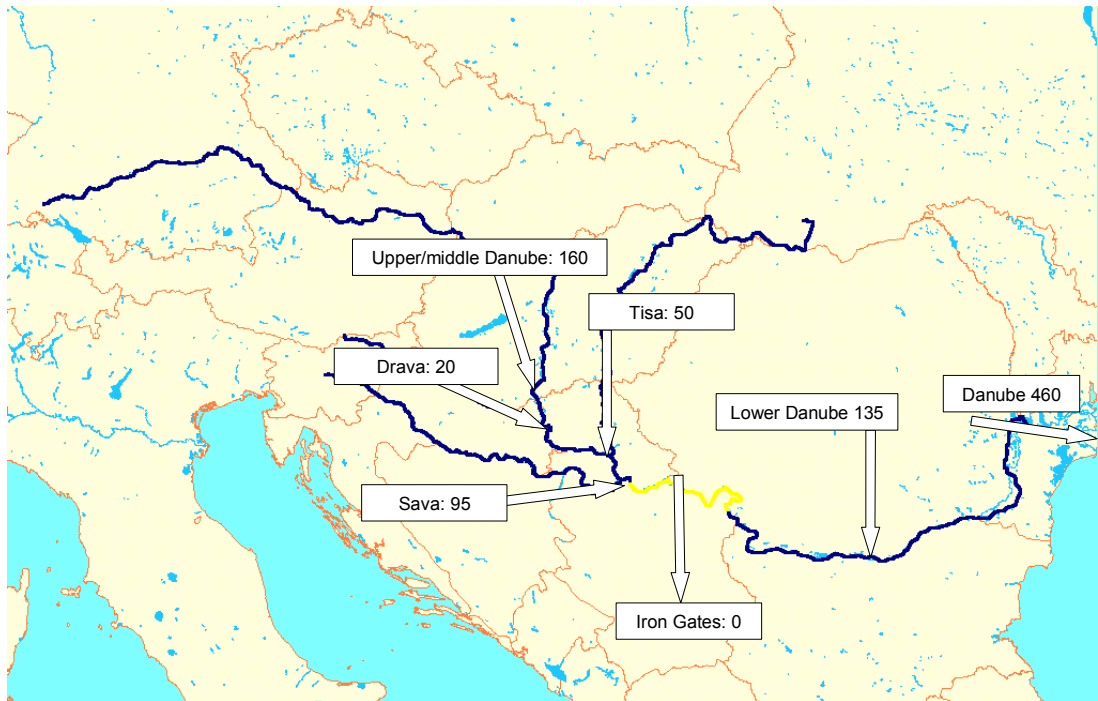 Upper/middle Danube: 160
Tisa: 50
Drava: 20
Danube 460
Lower Danube 135
Sava: 95
Iron Gates: 0